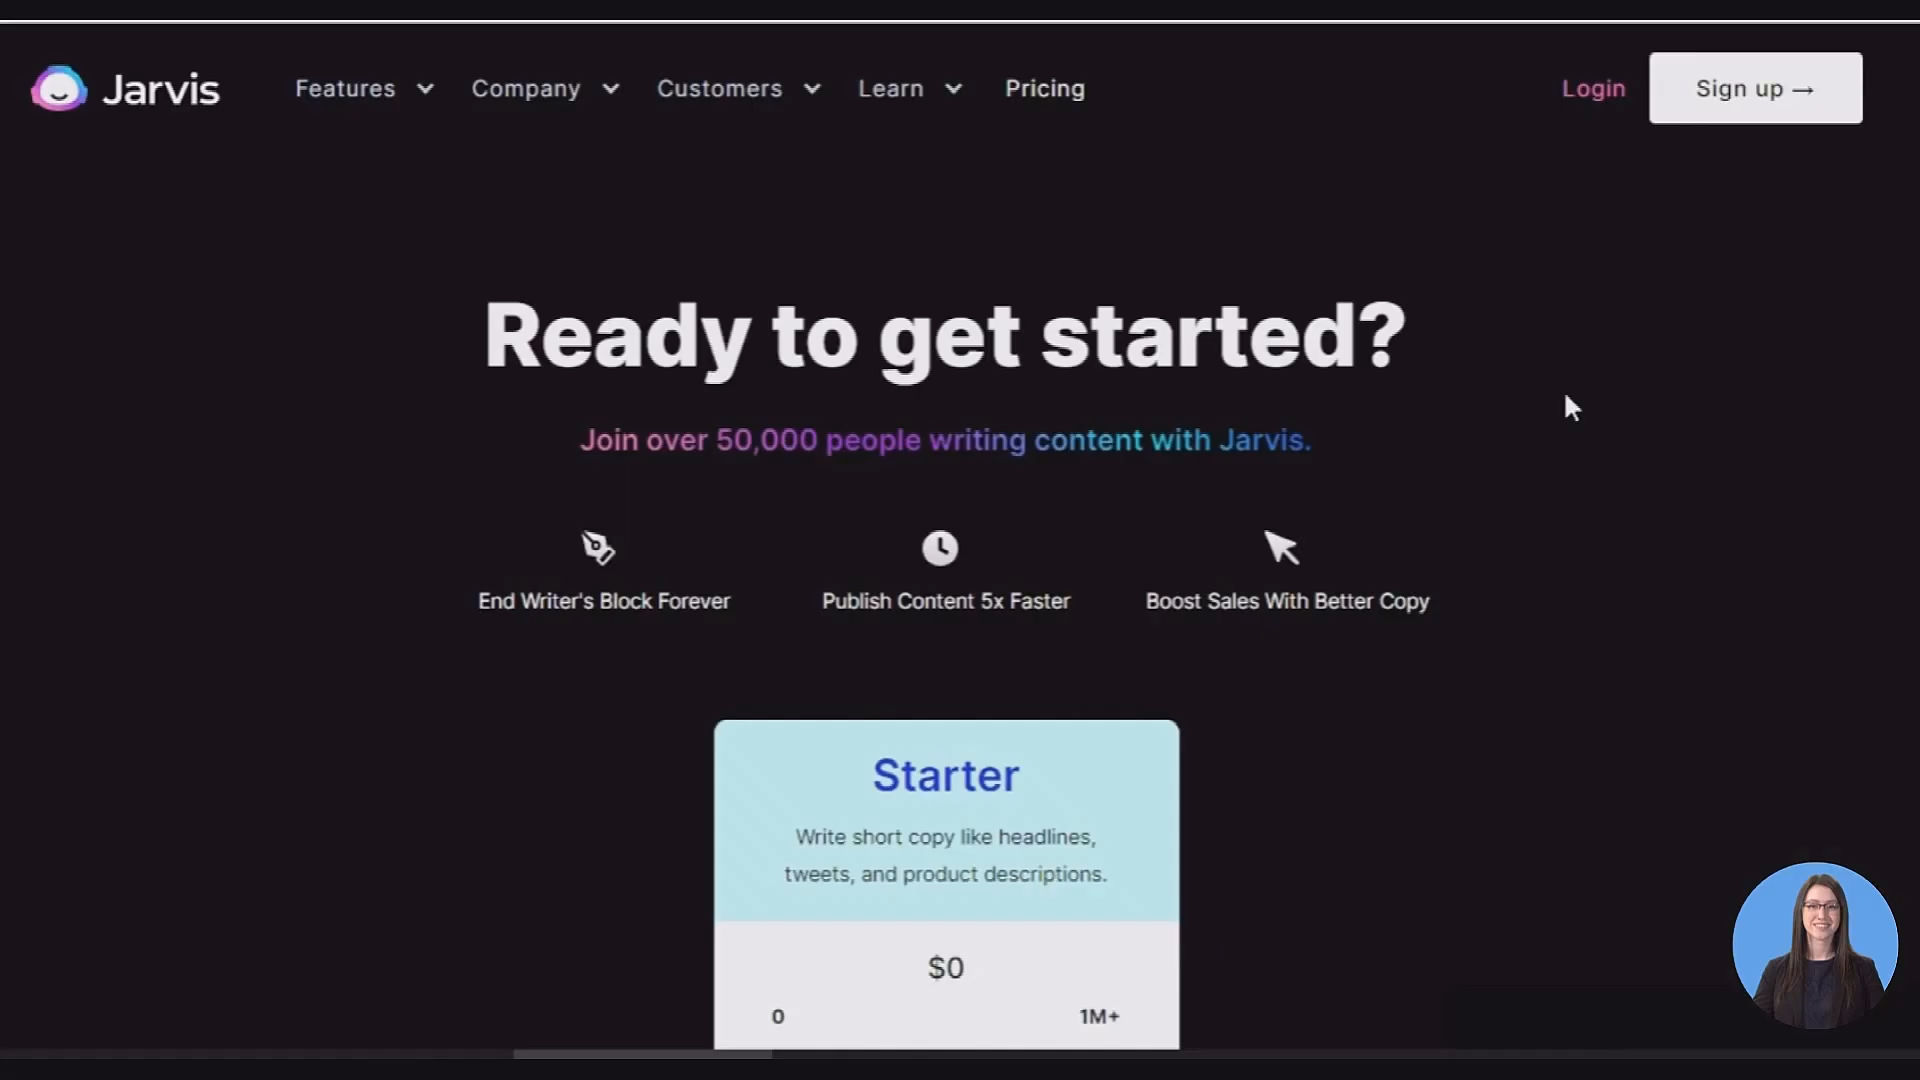 Jarvis
Features
Company
Customers
Learn
Pricing
Login
Sign up →
Ready to get started?
Join over 50,000 people writing content with Jarvis.
End Writer's Block Forever
Publish Content 5x Faster
Boost Sales With Better Copy
Starter
Write short copy like headlines,
tweets, and product descriptions.
$0
0
1M+